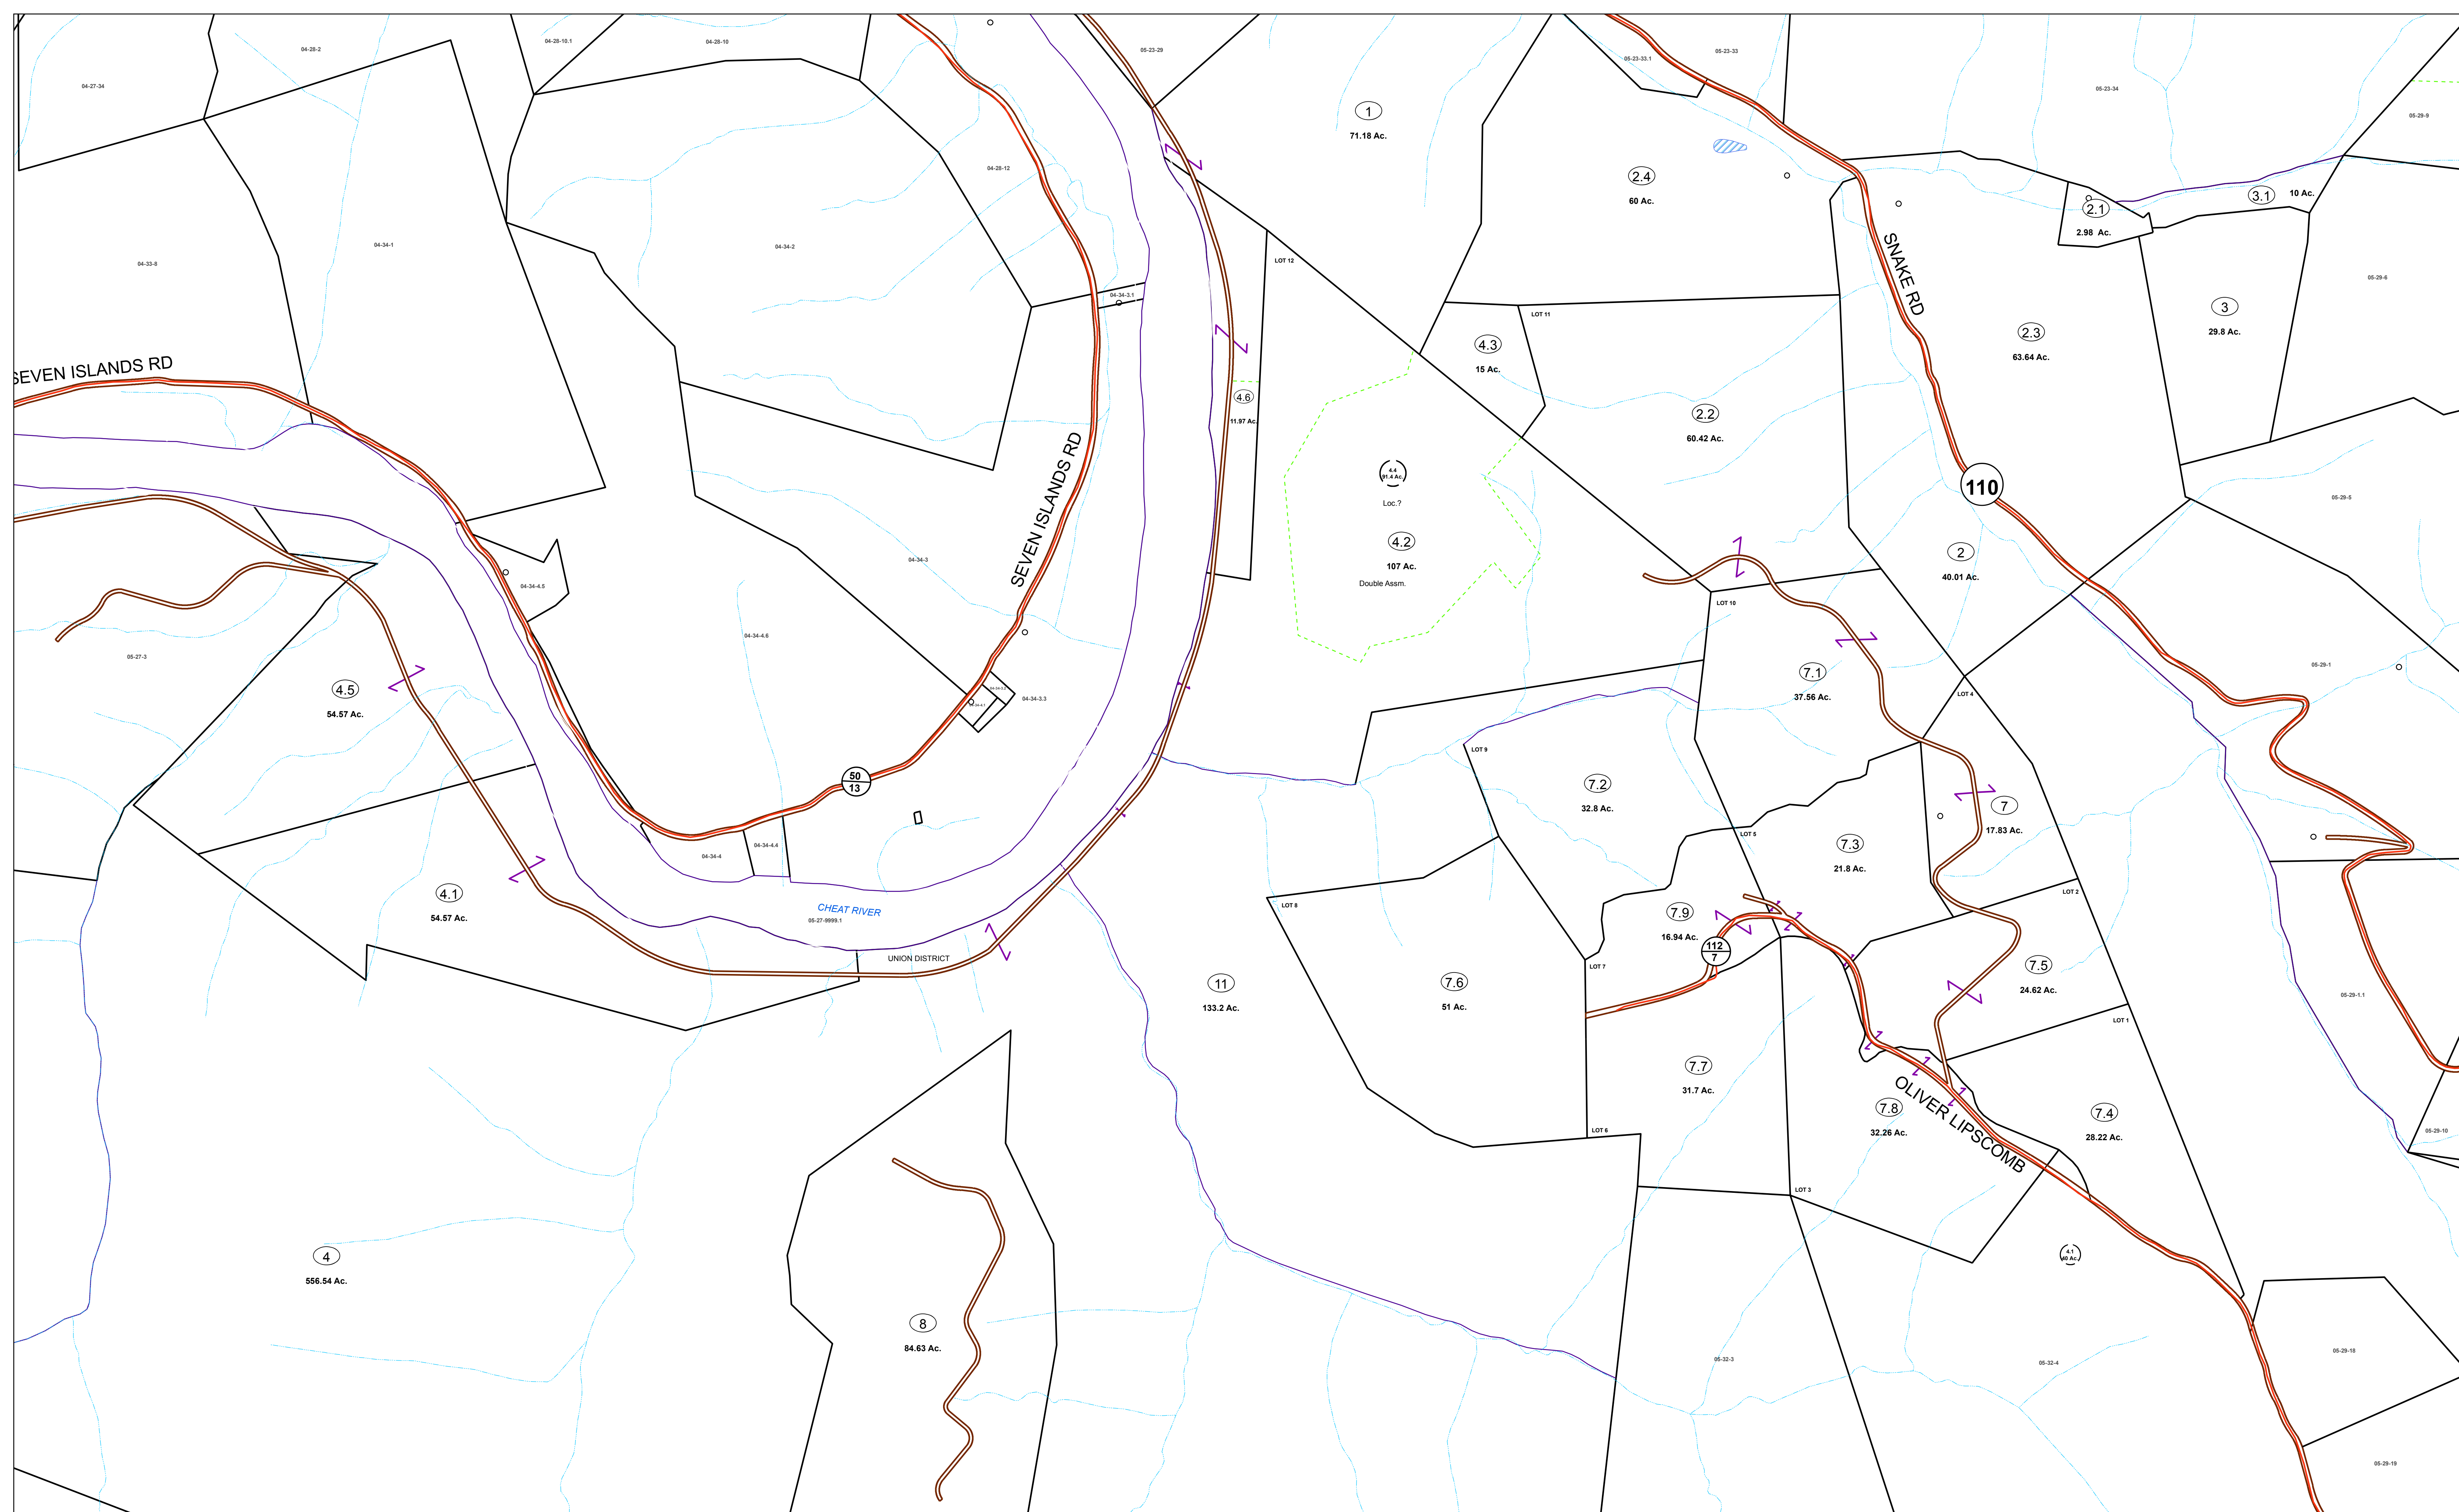 04-28-2
04-28-10.1
04-28-10
05-23-29
05-23-33
05-23-33.1
04-27-34
05-23-34
1
71.18 Ac.
05-29-9
04-28-12
2.4
60 Ac.
3.1
10 Ac.
2.1
2.98 Ac.
04-34-1
04-34-2
04-33-8
LOT 12
SNAKE RD
05-29-6
04-34-3.1
3
29.8 Ac.
LOT 11
2.3
63.64 Ac.
4.3
15 Ac.
SEVEN ISLANDS RD
4.6
11.97 Ac.
2.2
60.42 Ac.
4.4
91.4 Ac.
Loc.?
110
05-29-5
SEVEN ISLANDS RD
4.2
107 Ac.
Double Assm.
2
40.01 Ac.
04-34-3
04-34-4.5
LOT 10
04-34-4.6
05-27-3
05-29-1
7.1
37.56 Ac.
4.5
54.57 Ac.
LOT 4
04-34-3.3
LOT 9
50
13
7.2
32.8 Ac.
7
17.83 Ac.
LOT 5
7.3
21.8 Ac.
04-34-4.4
04-34-4
4.1
54.57 Ac.
LOT 2
LOT 8
CHEAT RIVER
05-27-9999.1
7.9
16.94 Ac.
112
7
UNION DISTRICT
LOT 7
7.5
24.62 Ac.
11
133.2 Ac.
7.6
51 Ac.
05-29-1.1
LOT 1
7.7
31.7 Ac.
OLIVER LIPSCOMB
7.8
32.26 Ac.
7.4
28.22 Ac.
LOT 6
05-29-10
LOT 3
4
556.54 Ac.
4.1
60 Ac.
8
84.63 Ac.
05-29-18
05-32-3
05-32-4
05-29-19